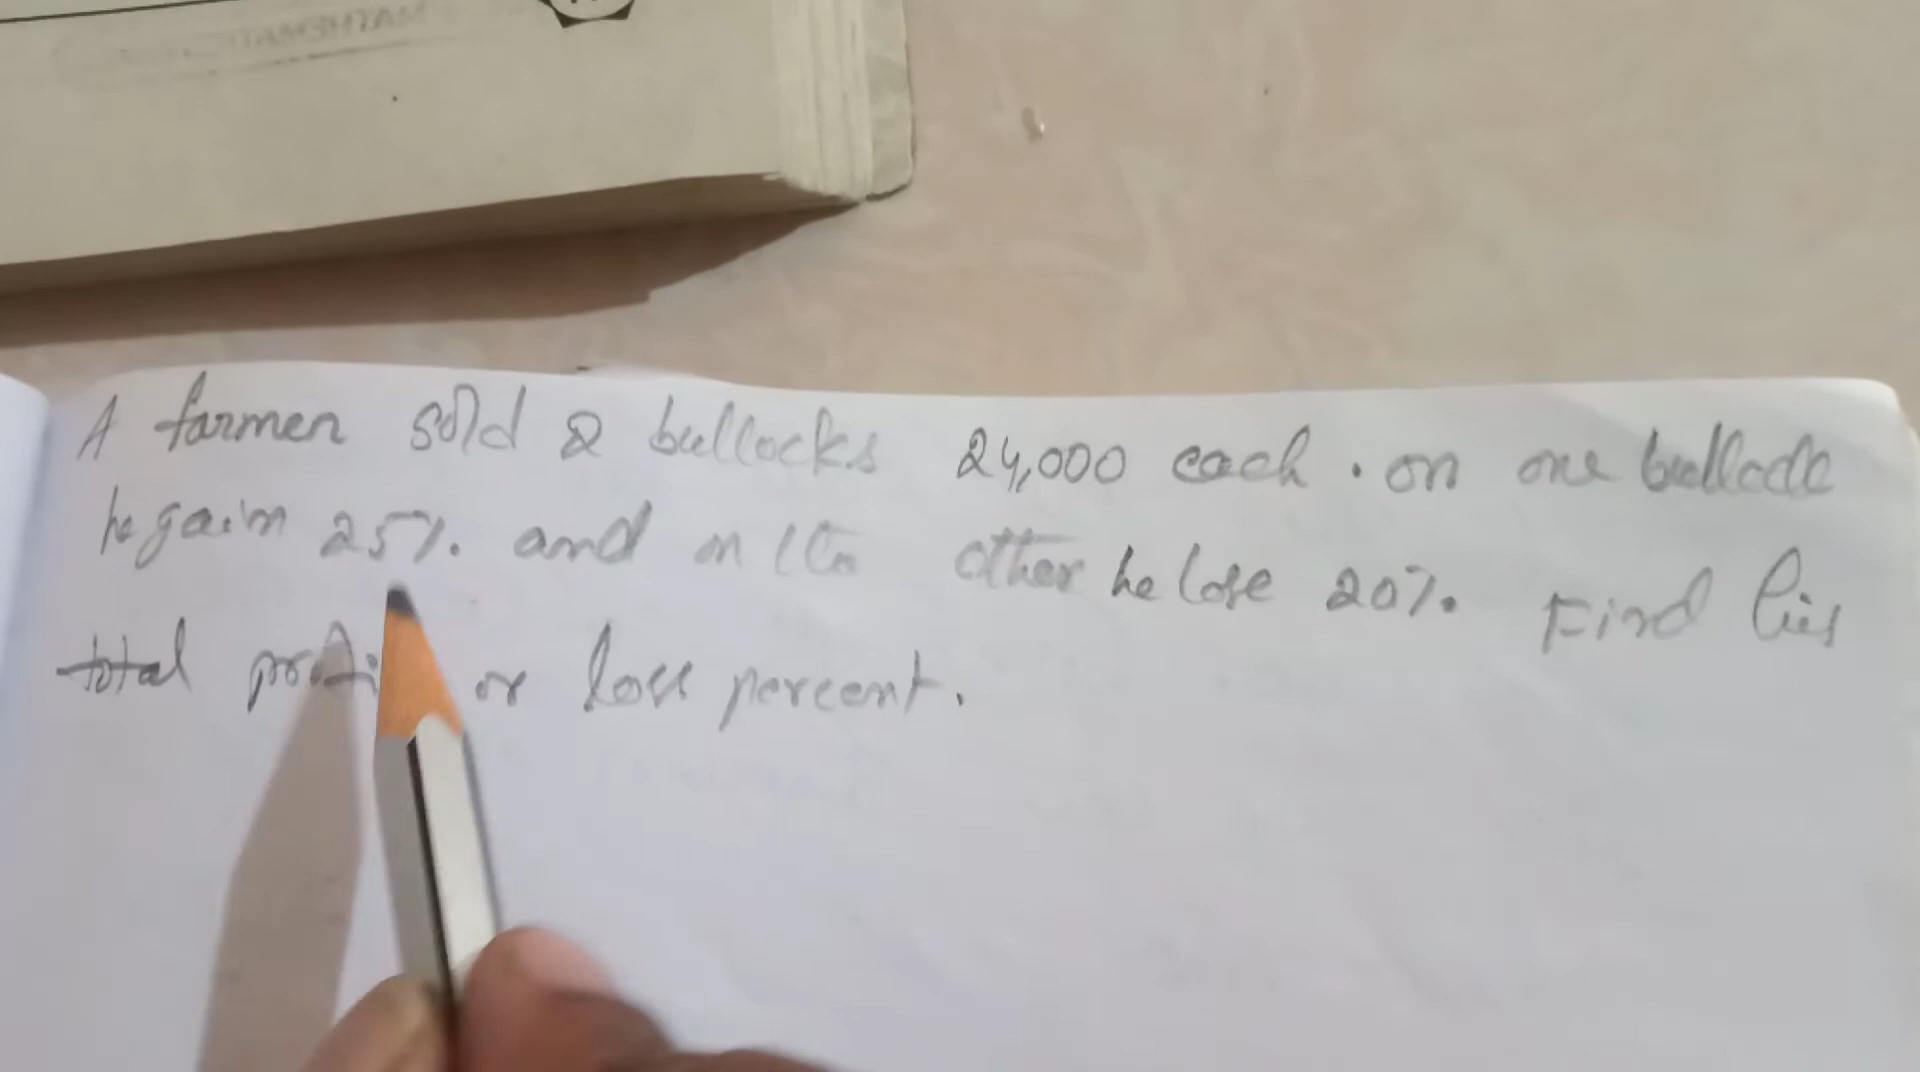 A farmer sold 2 bullocks 24,000 each. on one bullock
he gain 25%. and on the other he lose 20%. Find his
total profit or loss percent.